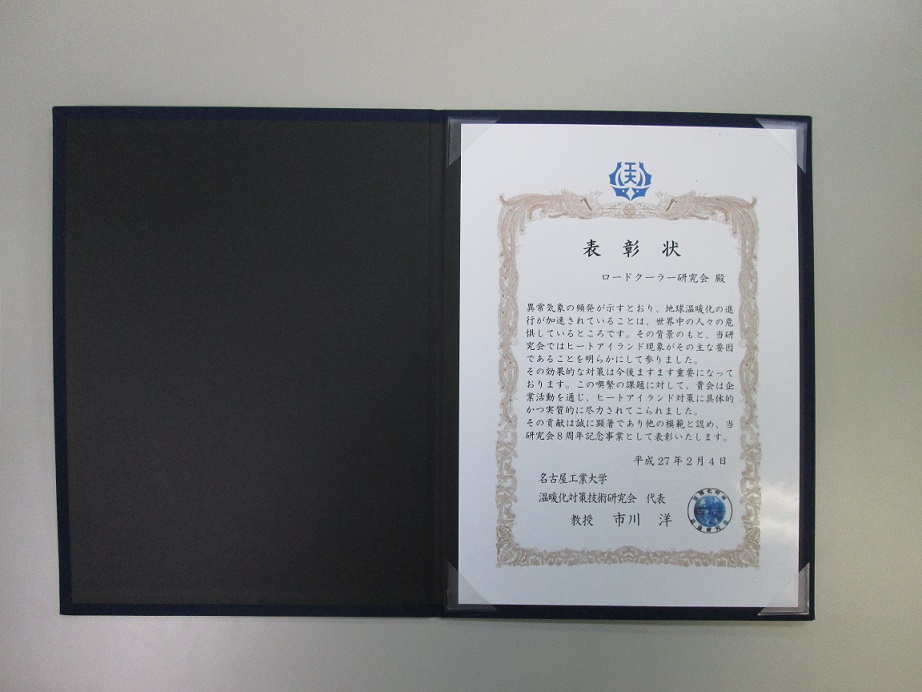 表彰状
ロードクーラー研究会 殿
異常気象の頻発が示すとおり、地球温暖化の進
行が加速されていることは、世界中の人々の危
惧しているところです。その背景のもと、当研
究会ではヒートアイランド現象がその主な要因
であることを明らかにして参りました。
その効果的な対策は今後ますます重要になって
おります。この喫緊の課題に対して、貴会は企
業活動を通じ、ヒートアイランド対策に具体的
かつ実質的に尽力されてこられました。
その貢献は誠に顕著であり他の模範と認め、当
研究会8周年記念事業として表彰いたします。
平成27年2月4日
名古屋工業大学
温暖化対策技術研究会 代表
教授 市川 洋